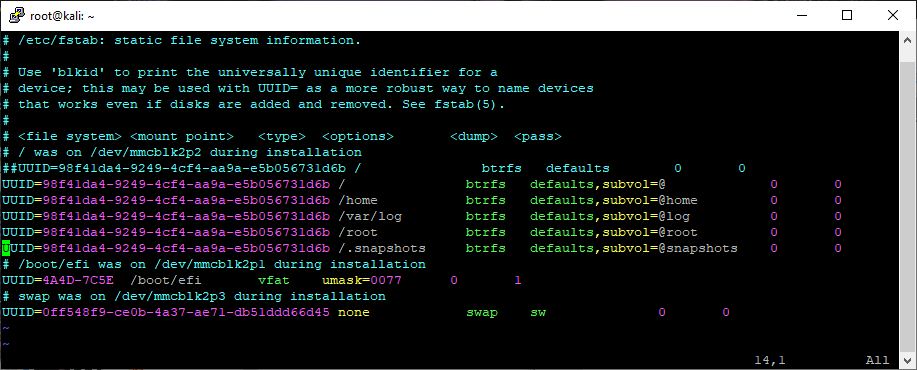 root@kali: ~
# /etc/fstab: static file system information.
#
# Use 'blkid' to print the universally unique identifier for a
# device; this may be used with UUID= as a more robust way to name devices
# that works even if disks are added and removed. See fstab(5).
#
# <file system> <mount point>   <type>  <options>       <dump>  <pass>
# / was on /dev/mmcblk2p2 during installation
##UUID=98f41da4-9249-4cf4-aa9a-e5b056731d6b /               btrfs   defaults        0       0
UUID=98f41da4-9249-4cf4-aa9a-e5b056731d6b /               btrfs   defaults,subvol=@             0       0
UUID=98f41da4-9249-4cf4-aa9a-e5b056731d6b /home           btrfs   defaults,subvol=@home         0       0
UUID=98f41da4-9249-4cf4-aa9a-e5b056731d6b /var/log        btrfs   defaults,subvol=@log          0       0
UUID=98f41da4-9249-4cf4-aa9a-e5b056731d6b /root           btrfs   defaults,subvol=@root         0       0
UUID=98f41da4-9249-4cf4-aa9a-e5b056731d6b /.snapshots     btrfs   defaults,subvol=@snapshots    0       0
# /boot/efi was on /dev/mmcblk2p1 during installation
UUID=4A4D-7C5E  /boot/efi       vfat    umask=0077      0       1
# swap was on /dev/mmcblk2p3 during installation
UUID=0ff548f9-ce0b-4a37-ae71-db51ddd66d45 none            swap    sw              0       0
~
~
14,1          All